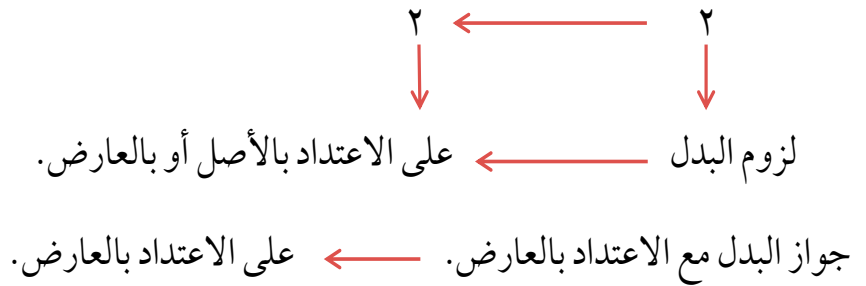 ٢ ٢
لزوم البدل على الاعتداد بالأصل أو بالعارض.
جواز البدل مع الاعتداد بالعارض. على الاعتداد بالعارض.